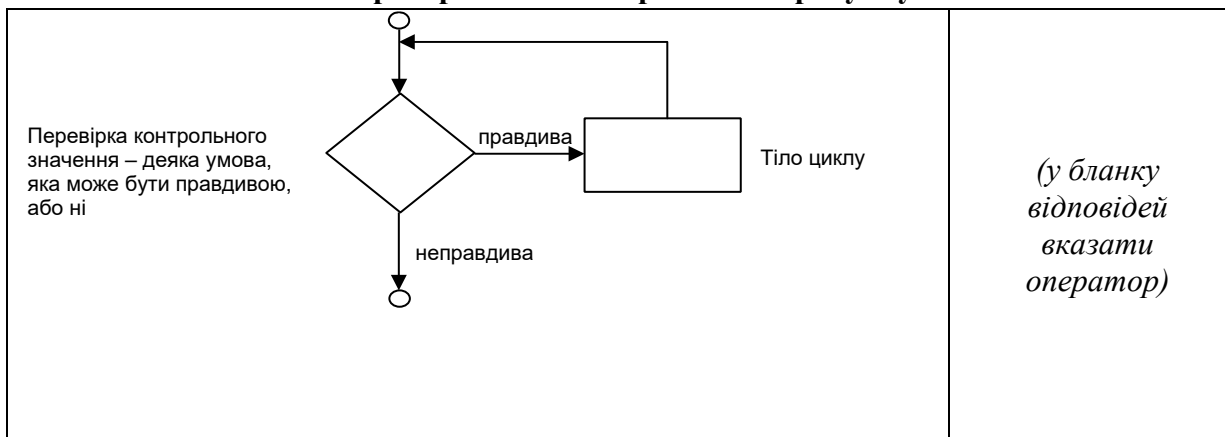 правдива
Перевірка контрольного
значення – деяка умова,
яка може бути правдивою,
або ні
Тіло циклу
неправдива
(у бланку
відповідей
вказати
оператор)